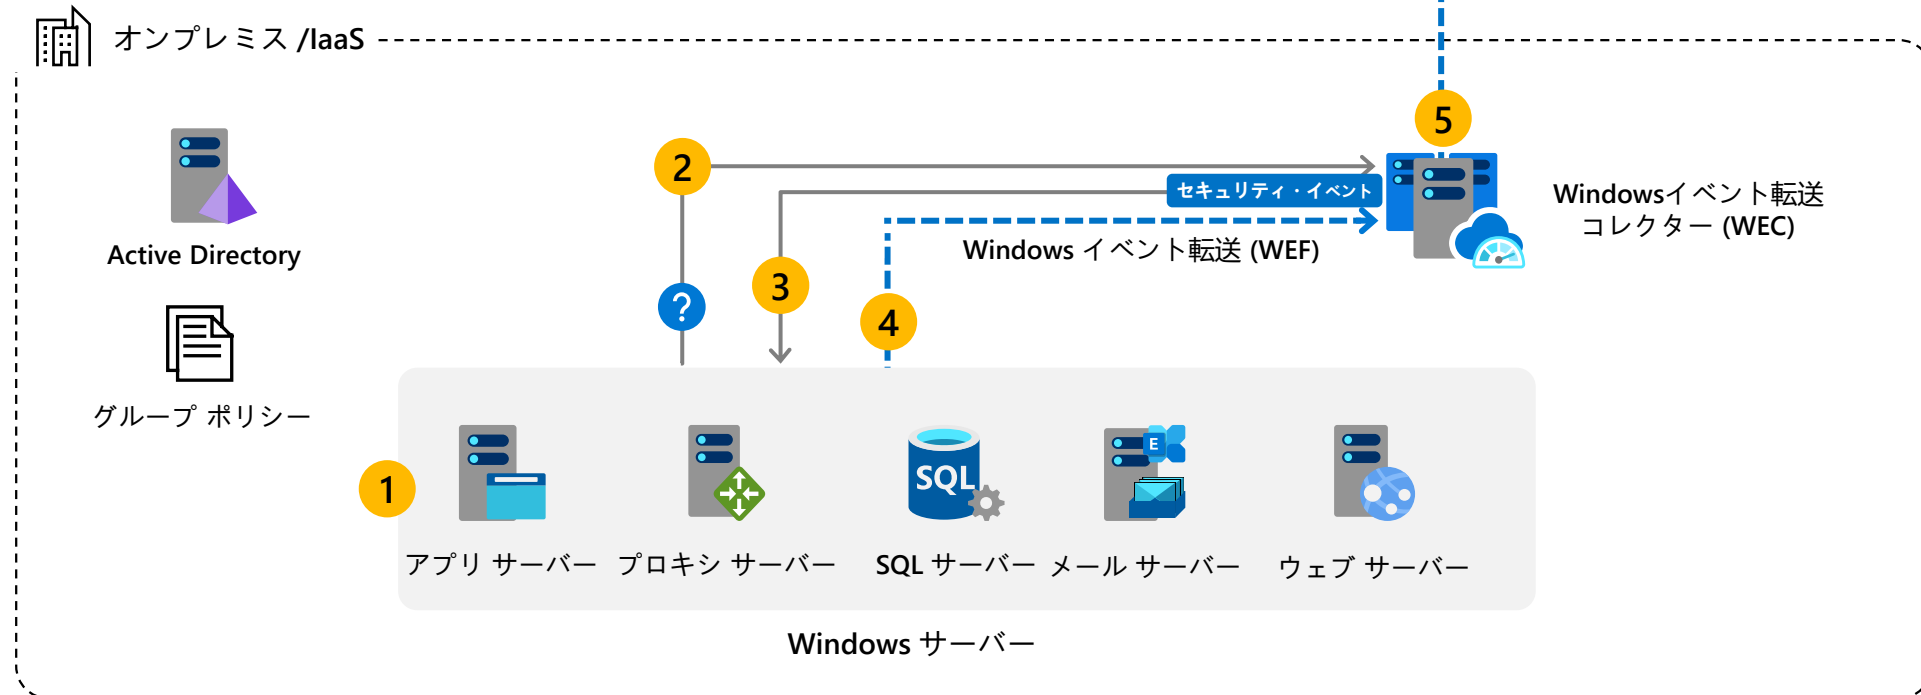 オンプレミス /IaaS
5
2
セキュリティ・イベント
Windowsイベント転送
コレクター (WEC)
Active Directory
Windows イベント転送 (WEF)
3
?
4
グループ ポリシー
1
E
SQL
アプリ サーバー
プロキシ サーバー
SQL サーバー
メール サーバー
ウェブ サーバー
Windows サーバー